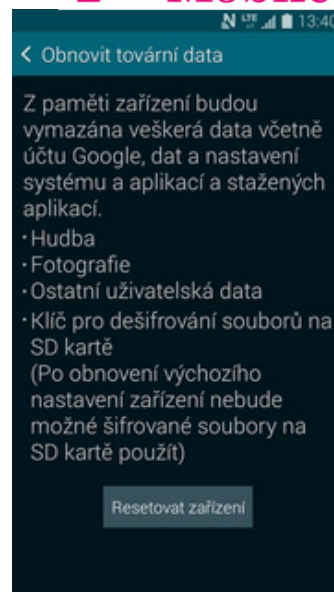 13:40
Obnovit tovární data
Z paměti zařízení budou
vymazána veškerá data včetně
účtu Google, dat a nastavení
systému a aplikací a stažených
aplikací.
·Hudba
·Fotografie
·Ostatní uživatelská data
·Klíč pro dešifrování souborů na
SD kartě
(Po obnovení výchozího
nastavení zařízení nebude
možné šifrované soubory na
SD kartě použít)
Resetovat zařízení